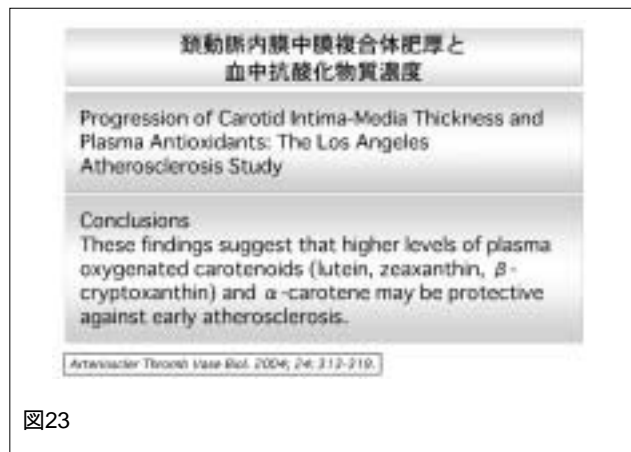 頚動脈内膜中膜複合体肥厚と
血中抗酸化物質濃度
Progression of Carotid Intima-Media Thickness and
Plasma Antioxidants: The Los Angeles
Atherosclerosis Study
Conclusions
These findings suggest that higher levels of plasma
oxygenated carotenoids (lutein, zeaxanthin, β-
cryptoxanthin) and α-carotene may be protective
against early atherosclerosis.
Arterioscler Thromb Vasc Biol. 2004; 24: 313-319.
図23